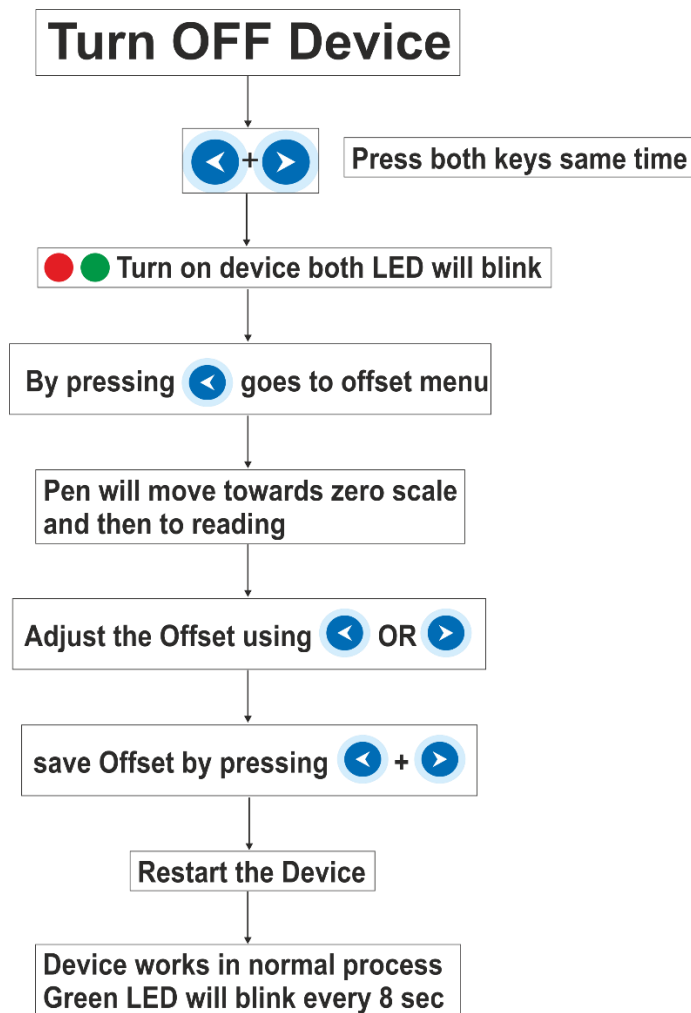 Turn OFF Device
+
Press both keys same time
Turn on device both LED will blink
By pressing goes to offset menu
Pen will move towards zero scale
and then to reading
Adjust the Offset using OR
save Offset by pressing +
Restart the Device
Device works in normal process
Green LED will blink every 8 sec